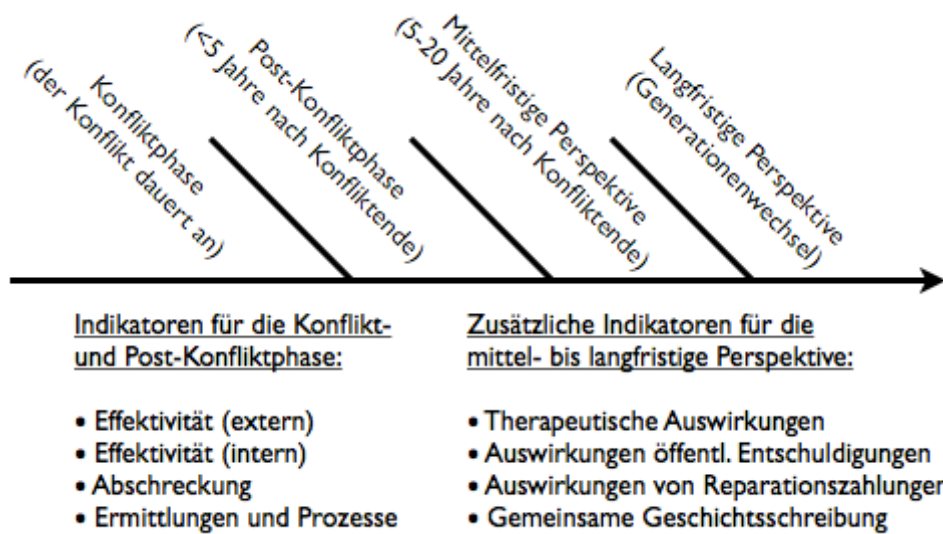 Konfliktphase
(der Konflikt dauert an)
Post-Konfliktphase
(<5 Jahre nach Konfliktende)
Mittelfristige Perspektive
(5-20 Jahre nach Konfliktende)
Langfristige Perspektive
(Generationenwechsel)
Indikatoren für die Konflikt-
und Post-Konfliktphase:
• Effektivität (extern)
• Effektivität (intern)
• Abschreckung
• Ermittlungen und Prozesse
Zusätzliche Indikatoren für die
mittel- bis langfristige Perspektive:
• Therapeutische Auswirkungen
• Auswirkungen öffentl. Entschuldigungen
• Auswirkungen von Reparationszahlungen
• Gemeinsame Geschichtsschreibung